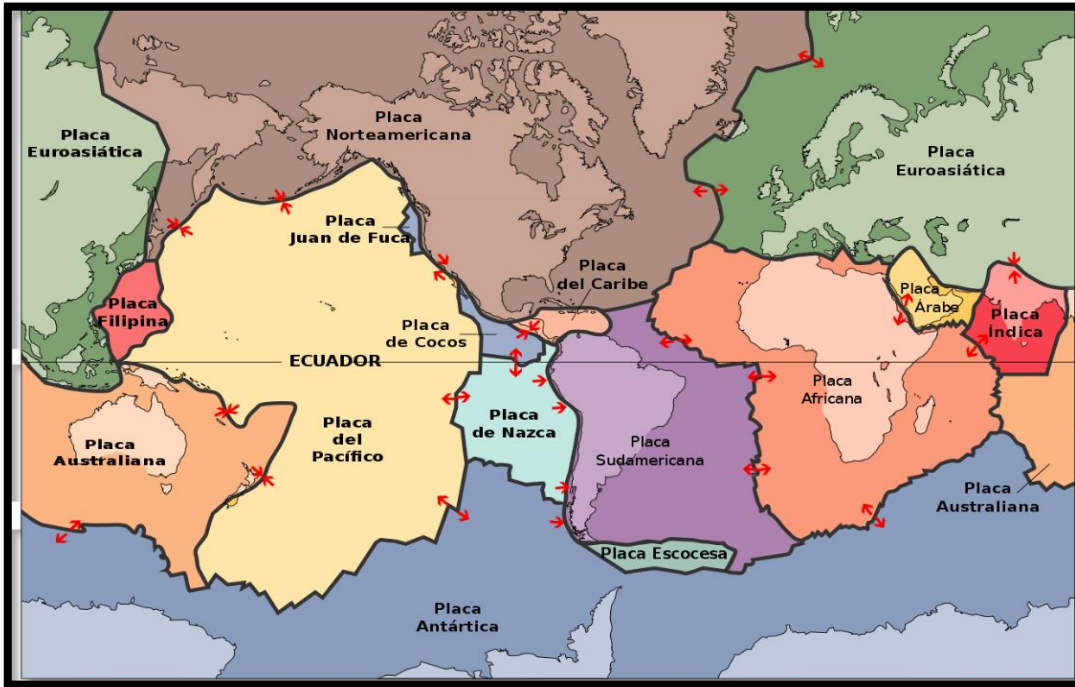 Placa
Norteamericana
Placa
Euroasiática
Placa
Euroasiática
Placa
Juan de Fuca
Placa
del Caribe
Placa
Filipina
Placa
Árabe
Placa
Índica
Placa
de Cocos
ECUADOR
Placa
Africana
Placa
de Nazca
Placa
del
Pacífico
Placa
Australiana
Placa
Sudamericana
Placa
Australiana
Placa Escocesa
Placa
Antártica